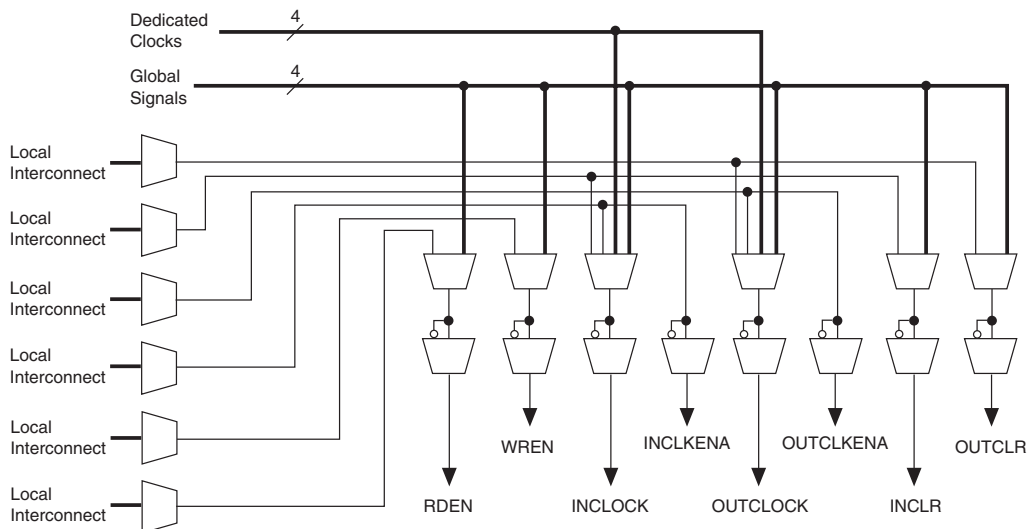 Dedicated
Clocks
4
Global
Signals
4
Local
Interconnect
Local
Interconnect
Local
Interconnect
Local
Interconnect
Local
Interconnect
Local
Interconnect
WREN
INCLKENA
OUTCLKENA
OUTCLR
RDEN
INCLOCK
OUTCLOCK
INCLR